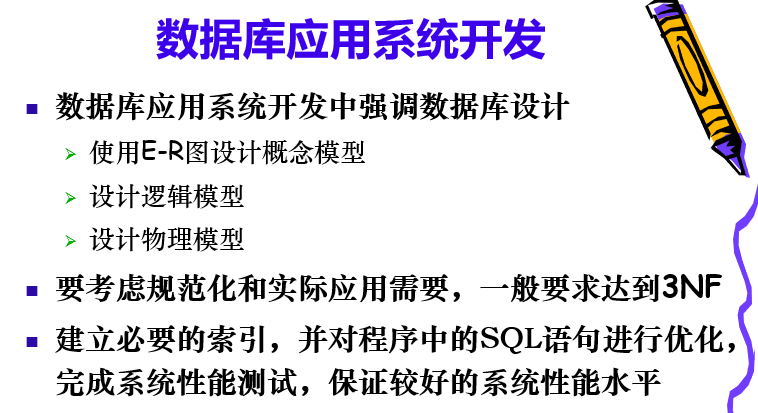 数据库应用系统开发
数据库应用系统开发中强调数据库设计
使用E-R图设计概念模型
设计逻辑模型
设计物理模型
要考虑规范化和实际应用需要，一般要求达到3NF
建立必要的索引，并对程序中的SQL语句进行优化，
完成系统性能测试，保证较好的系统性能水平